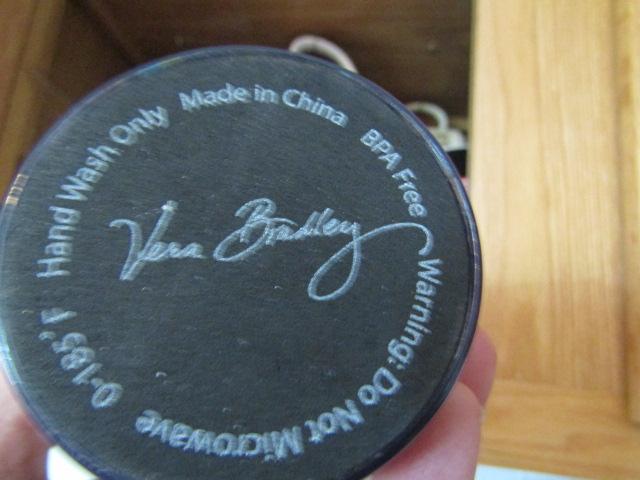 Hand Wash Only Made in China BPA Free Warning: Do Not Microwave 0-185° F
Vera Bradley